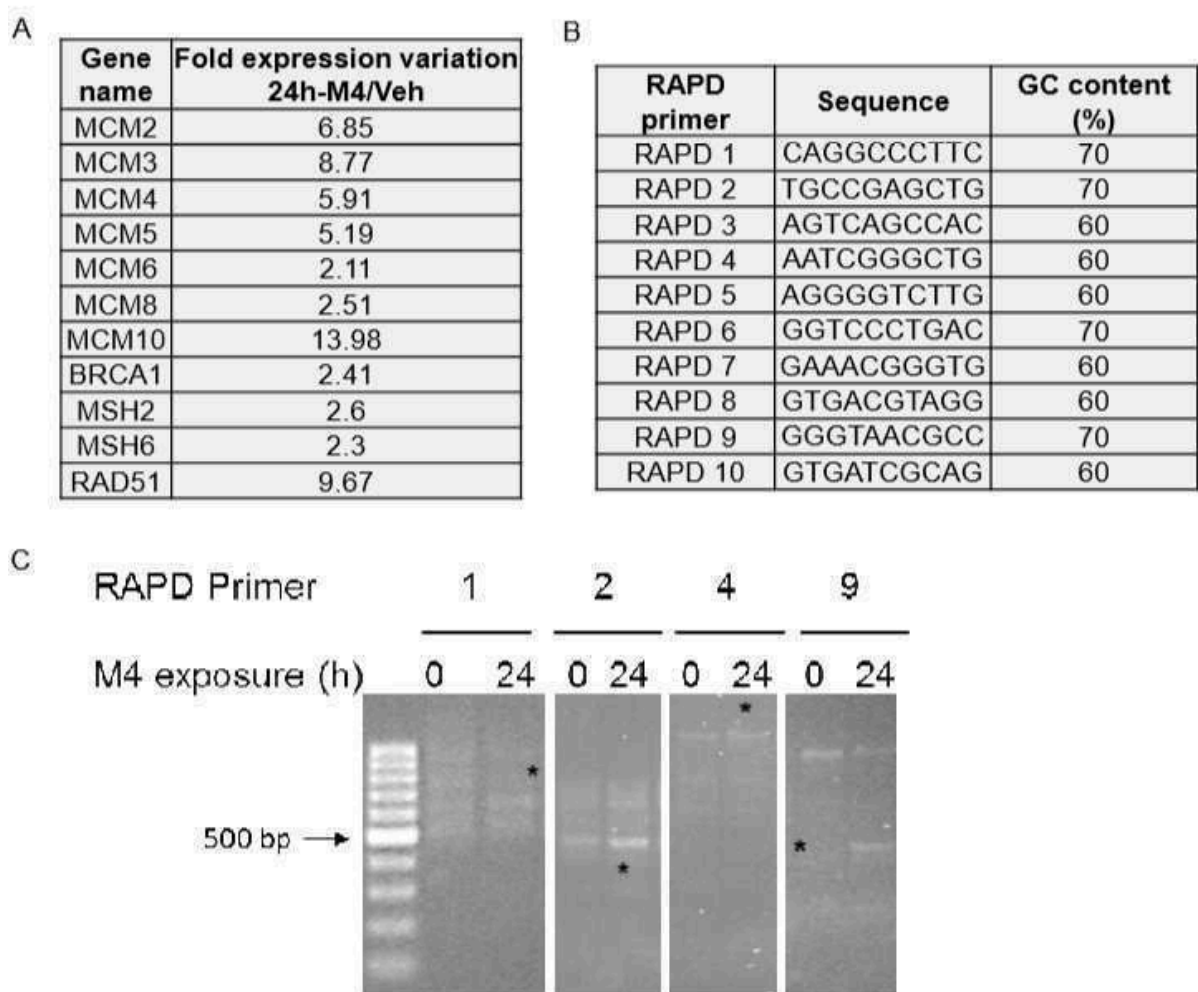 A
Gene name Fold expression variation 24h-M4/Veh
MCM2 6.85
MCM3 8.77
MCM4 5.91
MCM5 5.19
MCM6 2.11
MCM8 2.51
MCM10 13.98
BRCA1 2.41
MSH2 2.6
MSH6 2.3
RAD51 9.67
B
RAPD primer Sequence GC content (%)
RAPD 1 CAGGCCCTTC 70
RAPD 2 TGCCGAGCTG 70
RAPD 3 AGTCAGCCAC 60
RAPD 4 AATCGGGCTG 60
RAPD 5 AGGGGTCTTG 60
RAPD 6 GGTCCCTGAC 70
RAPD 7 GAAACGGGTG 60
RAPD 8 GTGACGTAGG 60
RAPD 9 GGGTAACGCC 70
RAPD 10 GTGATCGCAG 60
C
RAPD Primer 1 2 4 9
M4 exposure (h) 0 24 0 24 0 24 0 24
*
*
500 bp →
*
*